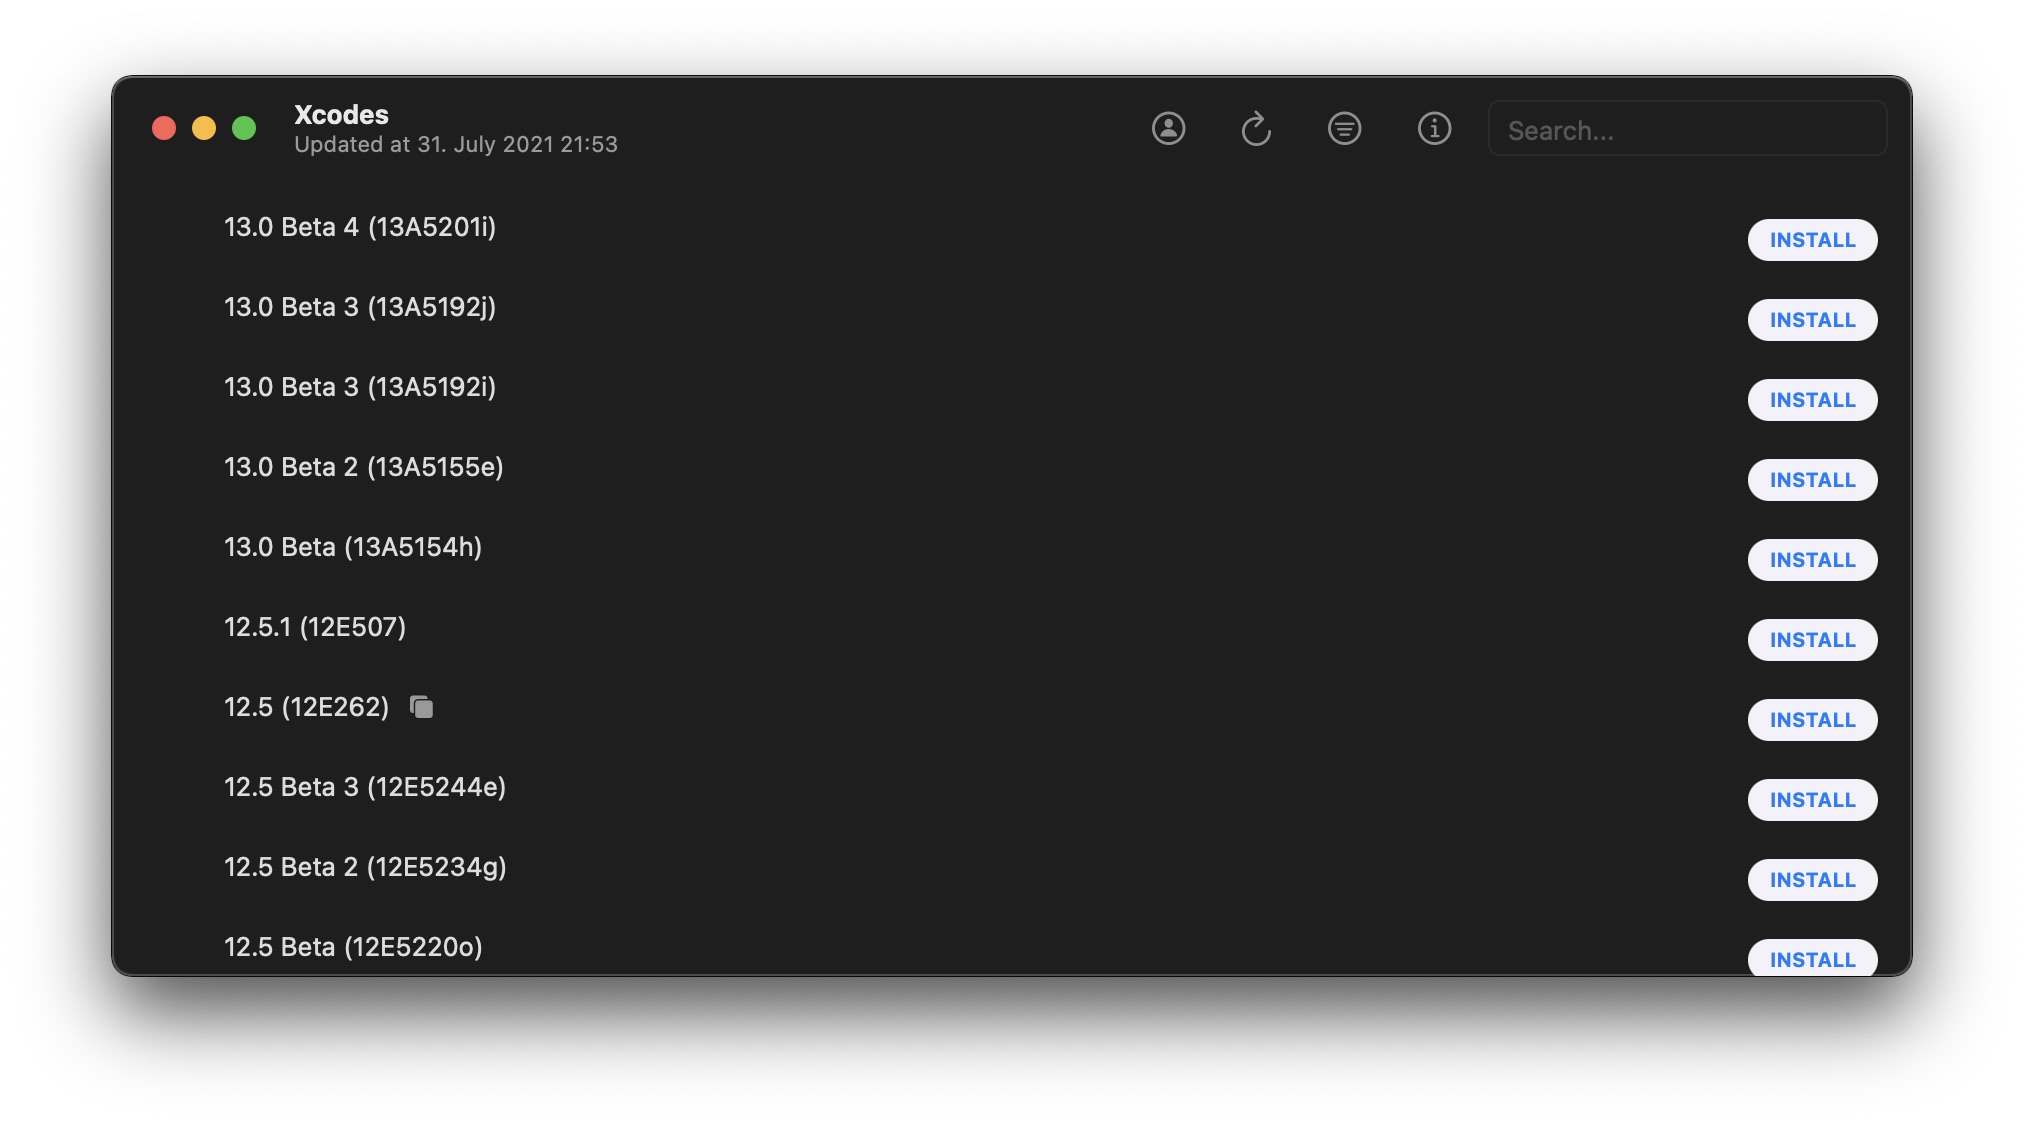 Xcodes
Updated at 31. July 2021 21:53
Search...
13.0 Beta 4 (13A5201i)
INSTALL
13.0 Beta 3 (13A5192j)
INSTALL
13.0 Beta 3 (13A5192i)
INSTALL
13.0 Beta 2 (13A5155e)
INSTALL
13.0 Beta (13A5154h)
INSTALL
12.5.1 (12E507)
INSTALL
12.5 (12E262)
INSTALL
12.5 Beta 3 (12E5244e)
INSTALL
12.5 Beta 2 (12E5234g)
INSTALL
12.5 Beta (12E5220o)
INSTALL